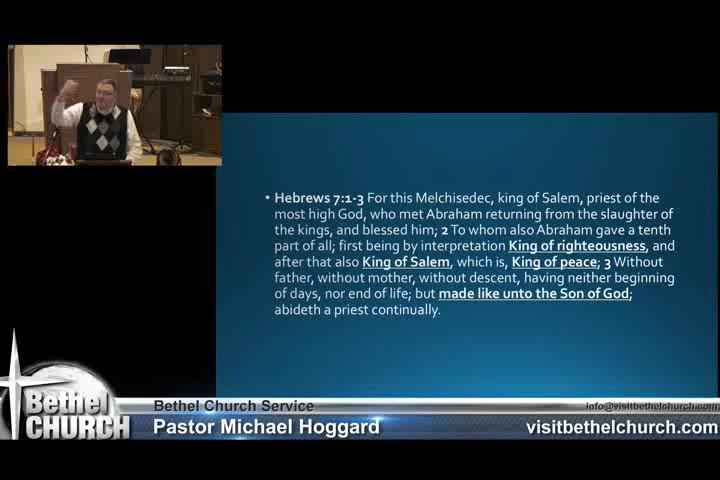 • Hebrews 7:1-3 For this Melchisedec, king of Salem, priest of the
most high God, who met Abraham returning from the slaughter of
the kings, and blessed him; 2 To whom also Abraham gave a tenth
part of all; first being by interpretation King of righteousness, and
after that also King of Salem, which is, King of peace; 3 Without
father, without mother, without descent, having neither beginning
of days, nor end of life; but made like unto the Son of God;
abideth a priest continually.
Bethel
CHURCH
Bethel Church Service
info@visitbethelchurch.com
Pastor Michael Hoggard
visitbethelchurch.com